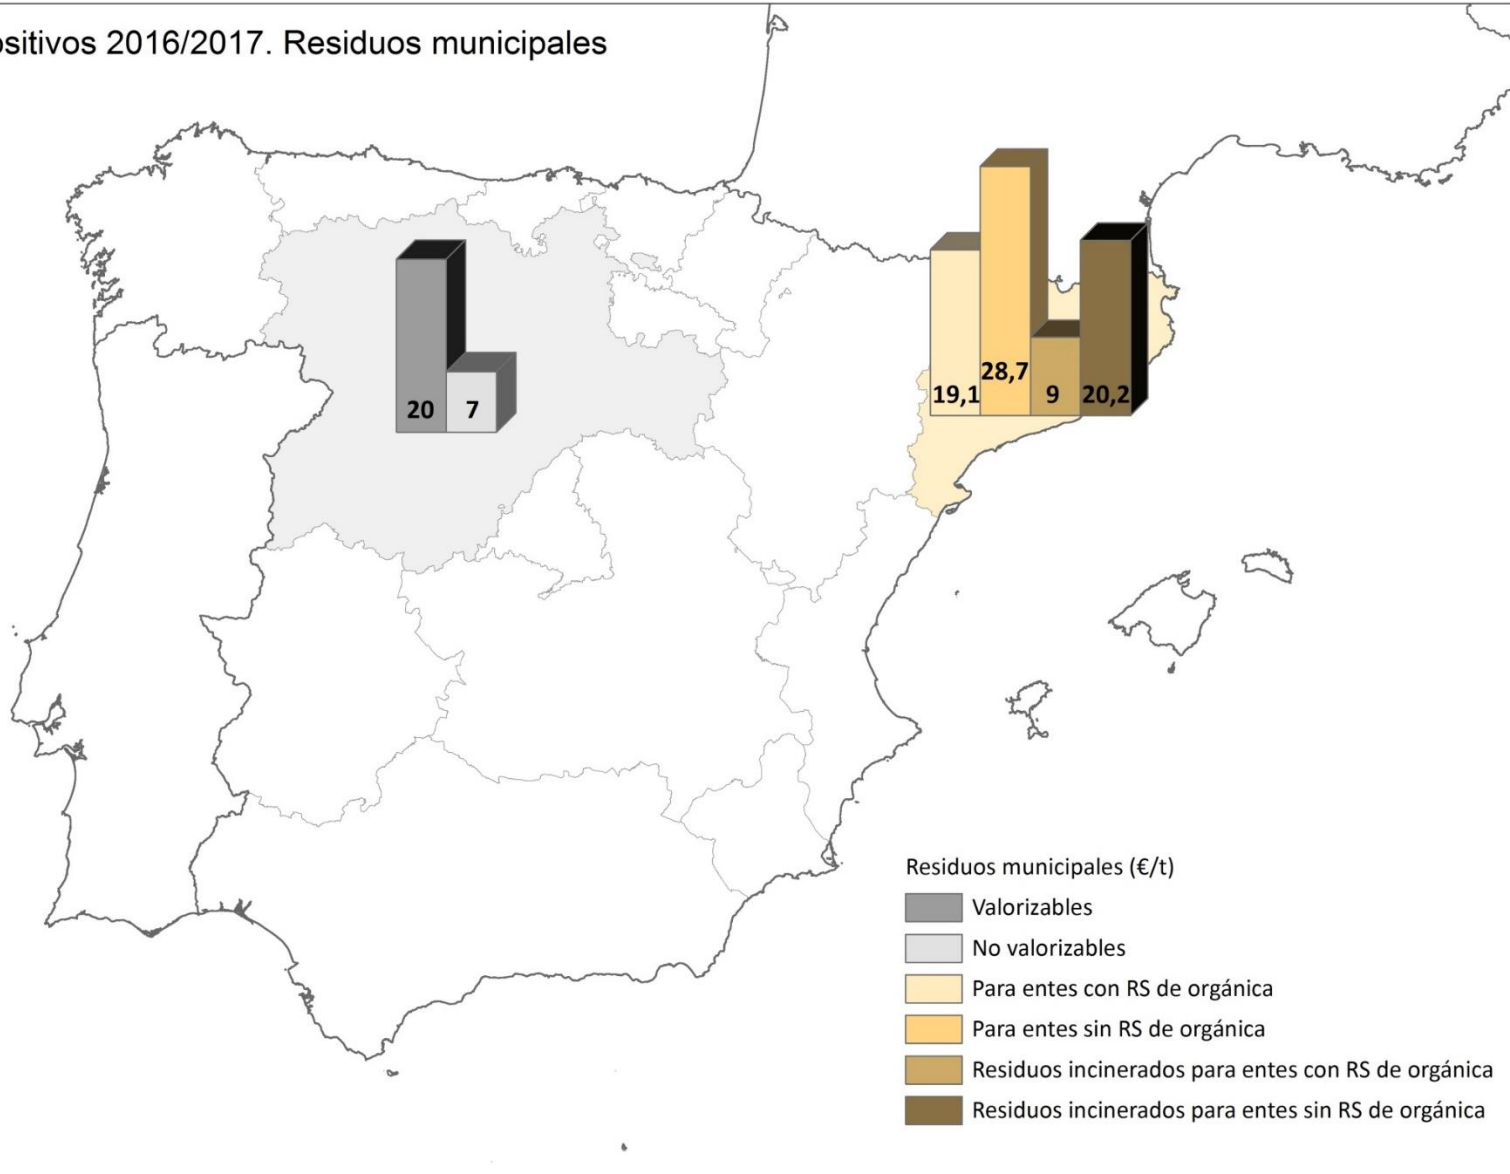 ositivos 2016/2017. Residuos municipales
20
7
19,1
28,7
9
20,2
Residuos municipales (€/t)
Valorizables
No valorizables
Para entes con RS de orgánica
Para entes sin RS de orgánica
Residuos incinerados para entes con RS de orgánica
Residuos incinerados para entes sin RS de orgánica